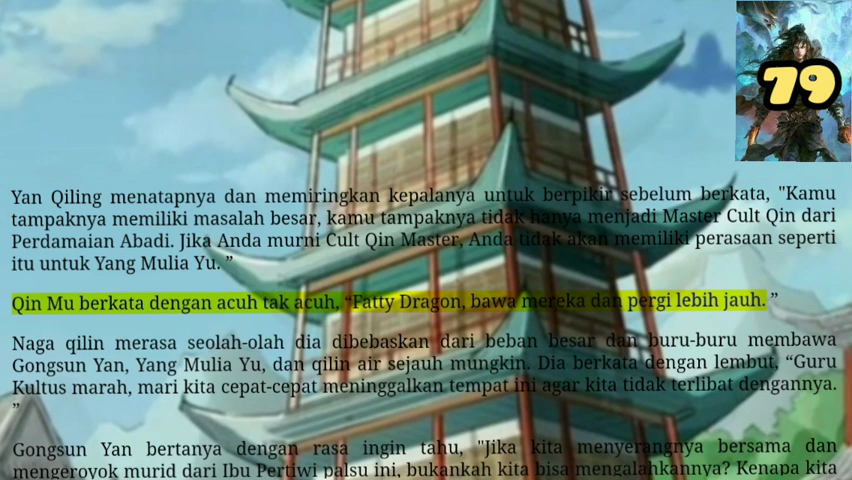 79
Yan Qiling menatapnya dan memiringkan kepalanya untuk berpikir sebelum berkata, "Kamu
tampaknya memiliki masalah besar, kamu tampaknya tidak hanya menjadi Master Cult Qin dari
Perdamaian Abadi. Jika Anda murni Cult Qin Master, Anda tidak akan memiliki perasaan seperti
itu untuk Yang Mulia Yu. ”
Qin Mu berkata dengan acuh tak acuh, “Fatty Dragon, bawa mereka dan pergi lebih jauh. ”
Naga qilin merasa seolah-olah dia dibebaskan dari beban besar dan buru-buru membawa
Gongsun Yan, Yang Mulia Yu, dan qilin air sejauh mungkin. Dia berkata dengan lembut, “Guru
Kultus marah, mari kita cepat-cepat meninggalkan tempat ini agar kita tidak terlibat dengannya.
”
Gongsun Yan bertanya dengan rasa ingin tahu, "Jika kita menyerangnya bersama dan
mengeroyok murid dari Ibu Pertiwi palsu ini, bukankah kita bisa mengalahkannya? Kenapa kita